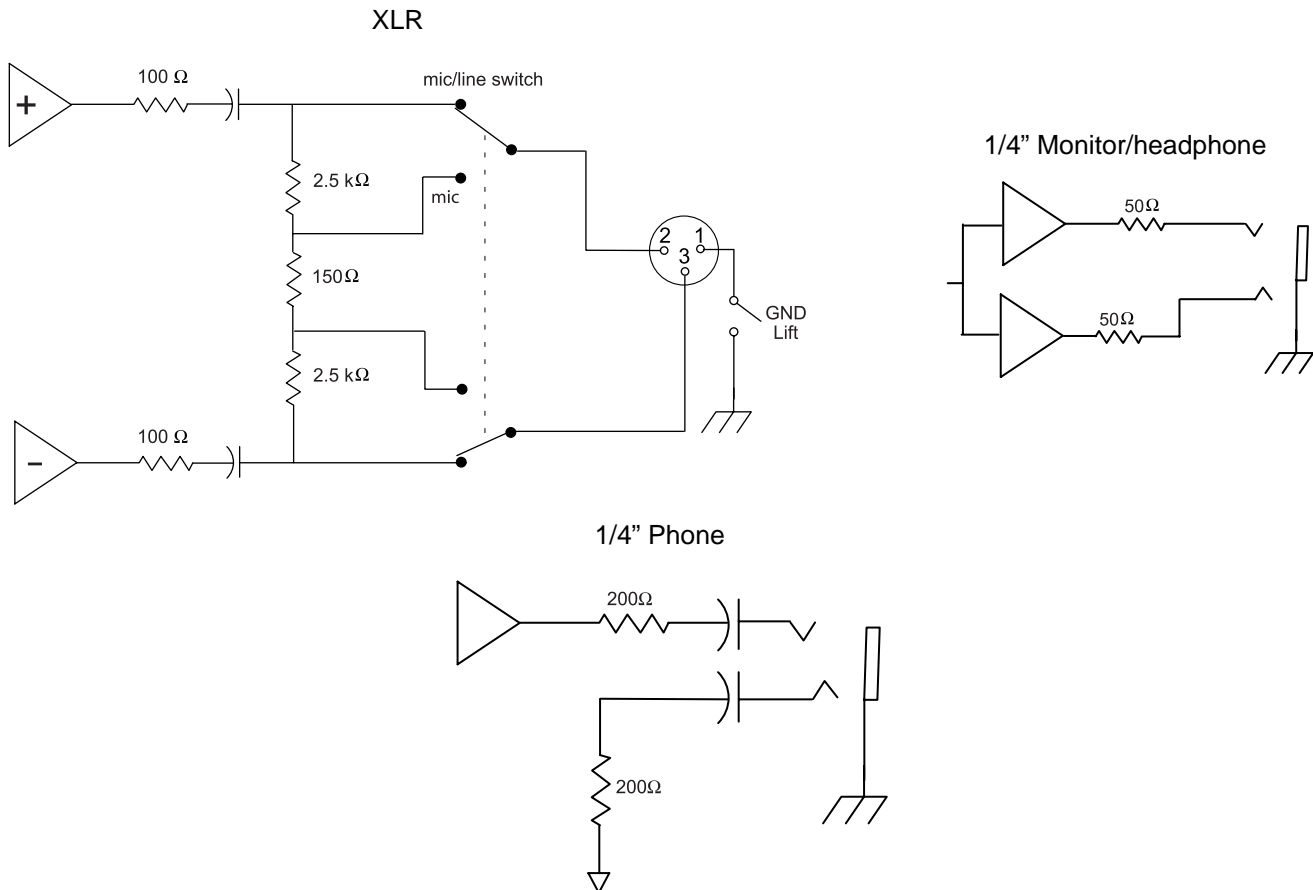 XLR
100 Ω
mic/line switch
+
2.5 kΩ
mic
150Ω
2 1
3
GND
Lift
2.5 kΩ
100 Ω
-
1/4” Monitor/headphone
50Ω
50Ω
1/4” Phone
200Ω
200Ω